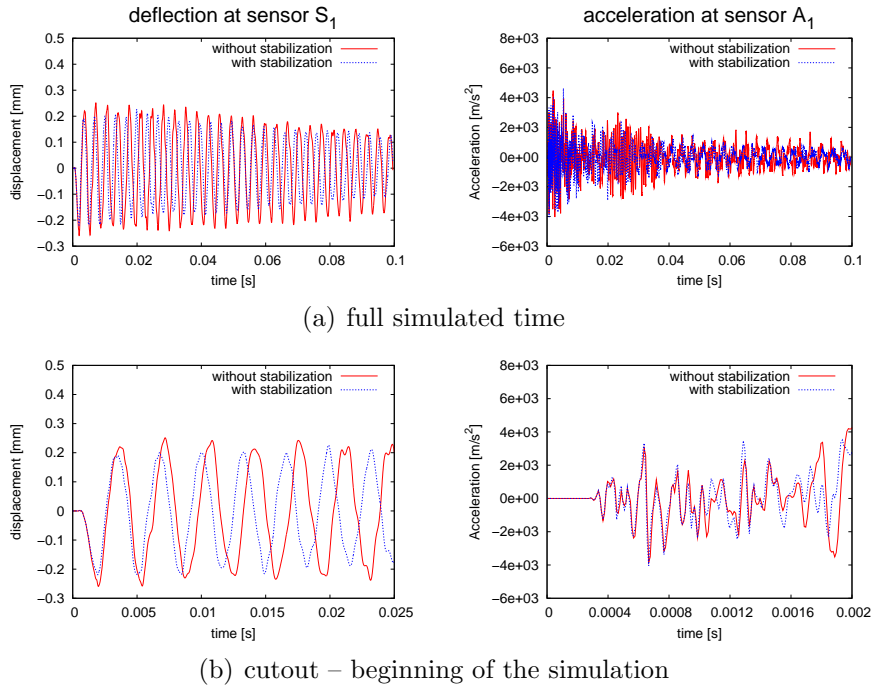 deflection at sensor S1
0.5
0.4
0.3
0.2
0.1
0
−0.1
−0.2
−0.3
displacement [mm]
without stabilization
with stabilization
0 0.02 0.04 0.06 0.08 0.1
time [s]
acceleration at sensor A1
8e+03
6e+03
4e+03
2e+03
0e+00
−2e+03
−4e+03
−6e+03
Acceleration [m/s2]
without stabilization
with stabilization
0 0.02 0.04 0.06 0.08 0.1
time [s]
(a) full simulated time
0.5
0.4
0.3
0.2
0.1
0
−0.1
−0.2
−0.3
displacement [mm]
without stabilization
with stabilization
0 0.005 0.01 0.015 0.02 0.025
time [s]
8e+03
6e+03
4e+03
2e+03
0e+00
−2e+03
−4e+03
−6e+03
Acceleration [m/s2]
without stabilization
with stabilization
0 0.0004 0.0008 0.0012 0.0016 0.002
time [s]
(b) cutout – beginning of the simulation